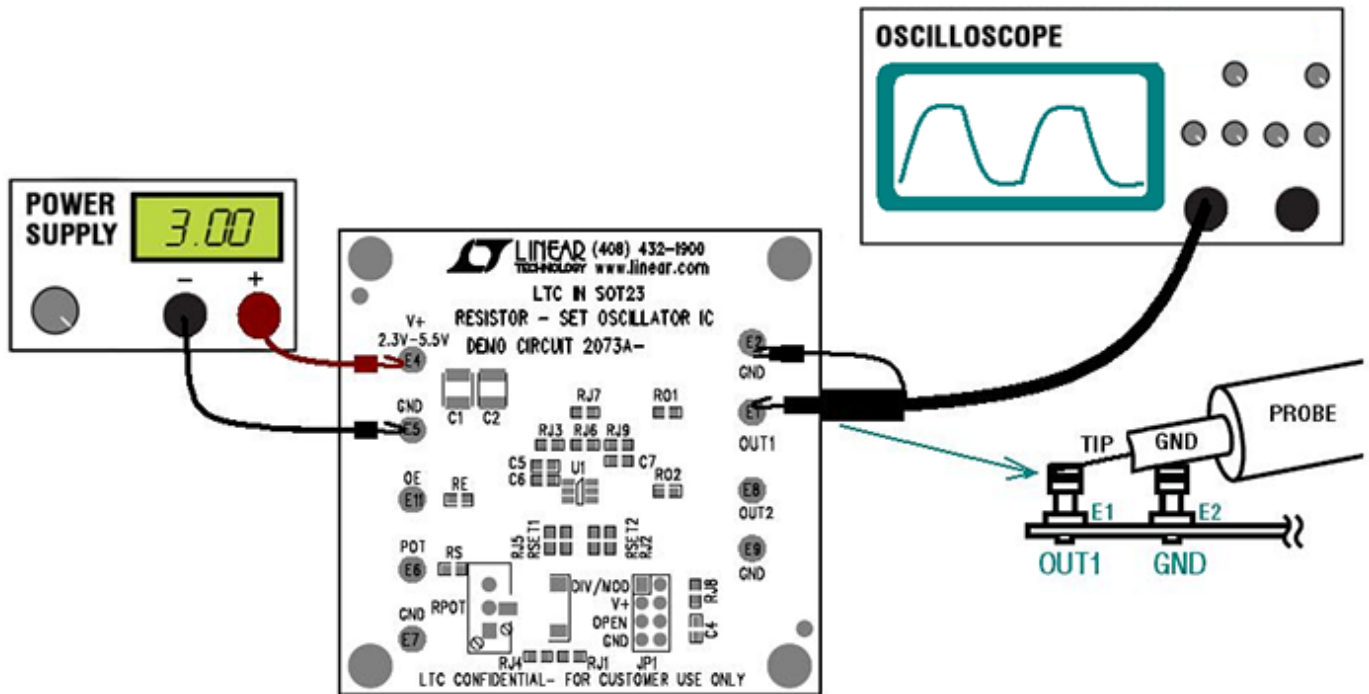 OSCILLOSCOPE
POWER
SUPPLY
3.00
- +
LINEAR (408) 432-1900
TECHNOLOGY www.linear.com
LTC IN SOT23
RESISTOR - SET OSCILLATOR IC
DEMO CIRCUIT 2073A-
V+
2.3V-5.5V
E4
GND
E5
OE
E11
POT
E6
GND
E7
C1
C2
RE
RS
RPOT
RJ7
RJ3
RJ6
RJ9
C5
C6
C7
U1
RO1
RO2
RJ5
RSET1
RSET2
RJ2
DIV/MOD
V+
OPEN
GND
JP1
RJ8
C4
RJ4
RJ1
E2
GND
E1
OUT1
E8
OUT2
E9
GND
LTC CONFIDENTIAL- FOR CUSTOMER USE ONLY
PROBE
TIP
GND
E1
E2
OUT1
GND